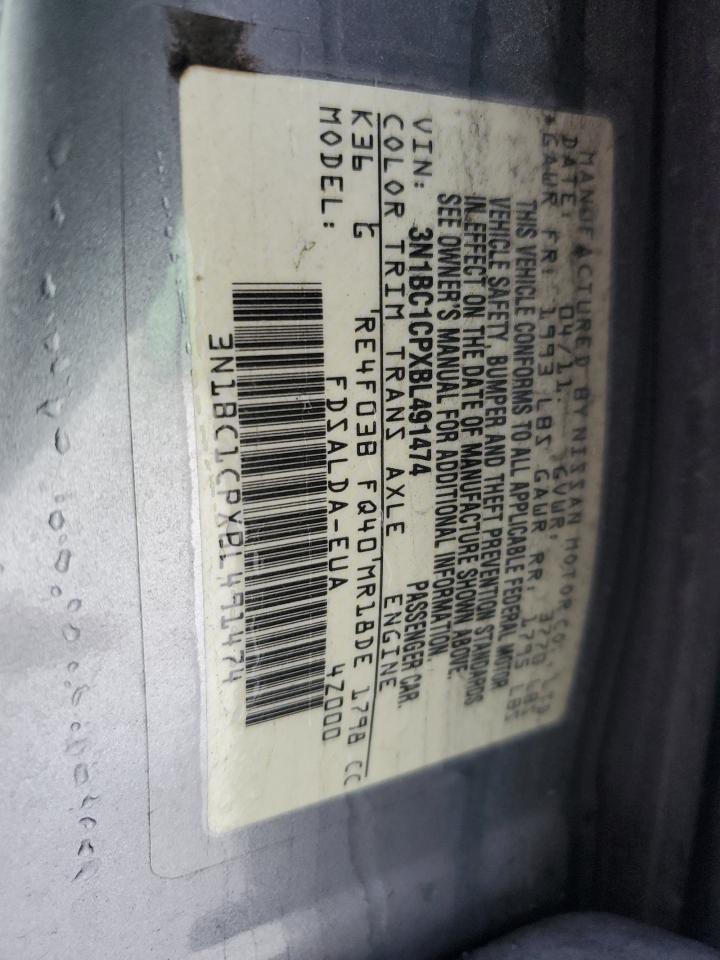 MANUFACTURED BY NISSAN MOTOR CO., LTD.
DATE: 04/11. GVWR: 3770 LBS
*GAWR FR: 1993 LBS GAWR RR: 1795 LBS
THIS VEHICLE CONFORMS TO ALL APPLICABLE FEDERAL MOTOR
VEHICLE SAFETY, BUMPER AND THEFT PREVENTION STANDARDS
IN EFFECT ON THE DATE OF MANUFACTURE SHOWN ABOVE.
SEE OWNER'S MANUAL FOR ADDITIONAL INFORMATION.
VIN: 3N1BC1CPXBL491474 PASSENGER CAR.
COLOR TRIM TRANS AXLE ENGINE
K36 G RE4F03B FQ40 MR18DE 1798 CC
MODEL: FDSALDA-EUA 4Z000
3N1BC1CPXBL491474